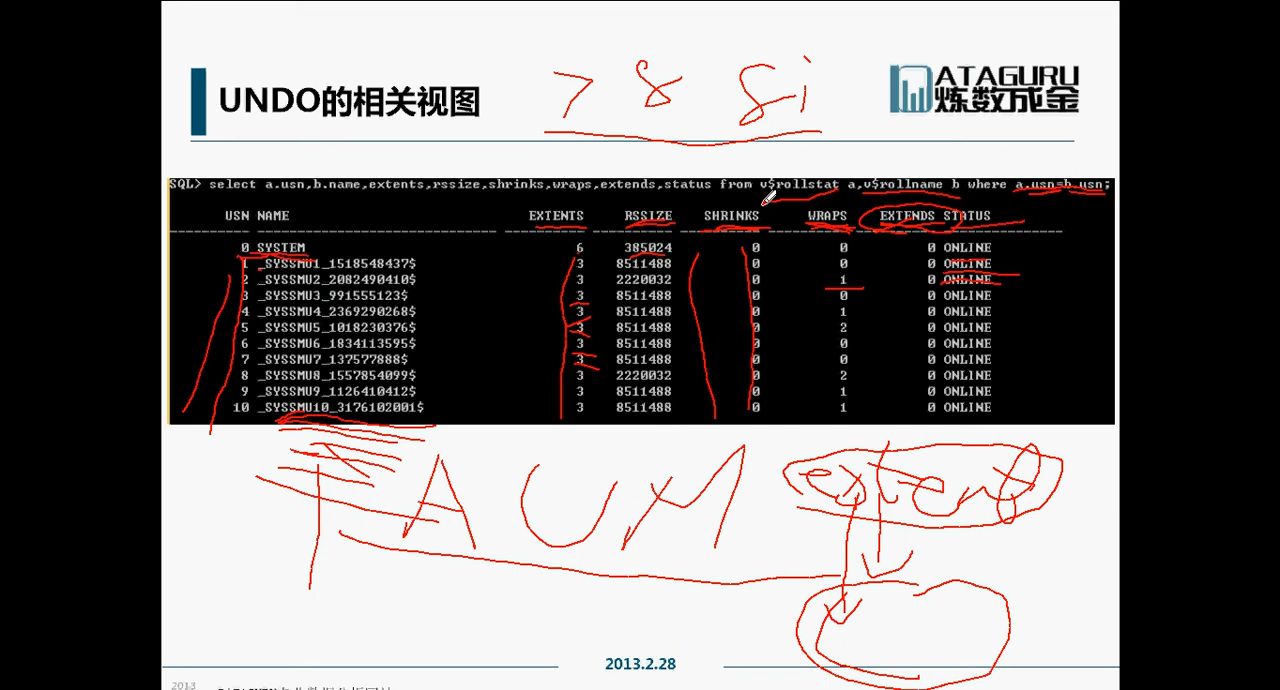 7 8 8i
UNDO的相关视图
ATAGURU
炼数成金
SQL> select a.usn,b.name,extents,rssize,shrinks,wraps,extends,status from v$rollstat a,v$rollname b where a.usn=b.usn;
USN NAME EXTENTS RSSIZE SHRINKS WRAPS EXTENDS STATUS
0 SYSTEM 6 385024 0 0 0 ONLINE
1 _SYSSMU1_1518548437$ 3 8511488 0 0 0 ONLINE
2 _SYSSMU2_2082490410$ 3 2220032 0 1 0 ONLINE
3 _SYSSMU3_991555123$ 3 8511488 0 0 0 ONLINE
4 _SYSSMU4_2369290268$ 3 8511488 0 1 0 ONLINE
5 _SYSSMU5_1018230376$ 3 8511488 0 2 0 ONLINE
6 _SYSSMU6_1834113595$ 3 8511488 0 0 0 ONLINE
7 _SYSSMU7_137577888$ 3 8511488 0 0 0 ONLINE
8 _SYSSMU8_1557854099$ 3 2220032 0 2 0 ONLINE
9 _SYSSMU9_1126410412$ 3 8511488 0 1 0 ONLINE
10 _SYSSMU10_3176102001$ 3 8511488 0 1 0 ONLINE
AUM extent
2013.2.28
2013